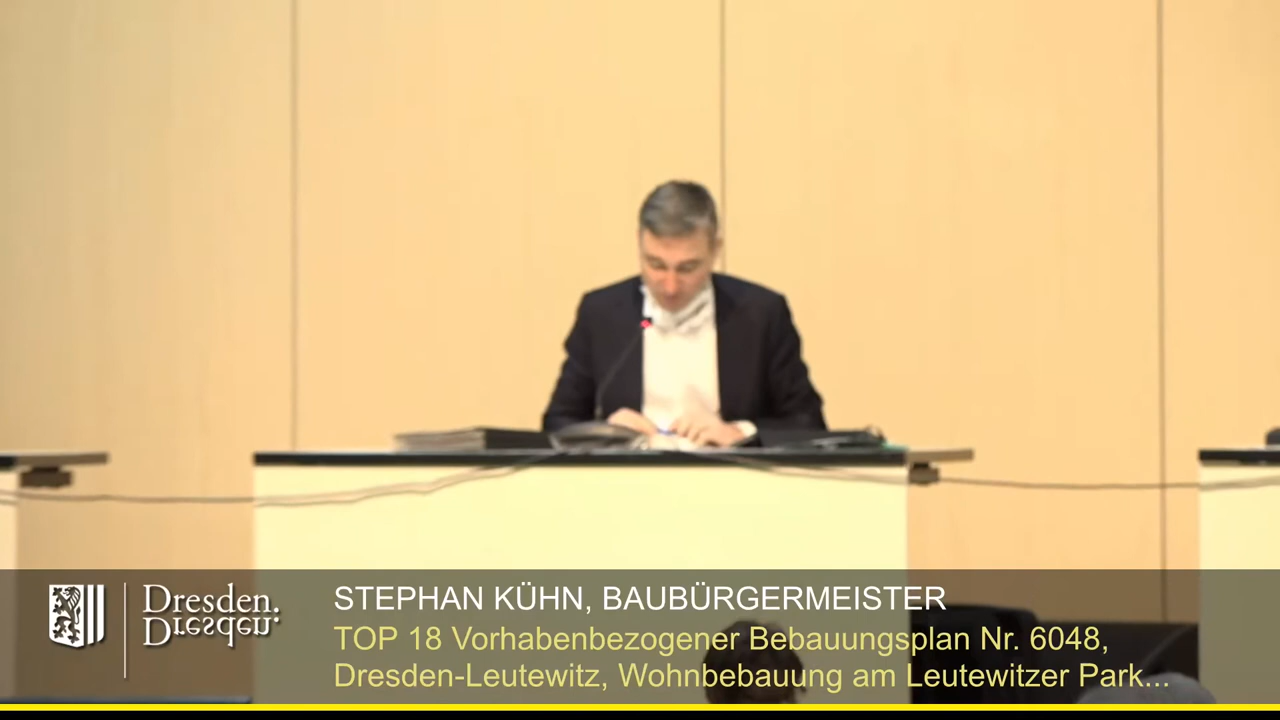 Dresden.
Dresden.
STEPHAN KÜHN, BAUBÜRGERMEISTER
TOP 18 Vorhabenbezogener Bebauungsplan Nr. 6048,
Dresden-Leutewitz, Wohnbebauung am Leutewitzer Park...